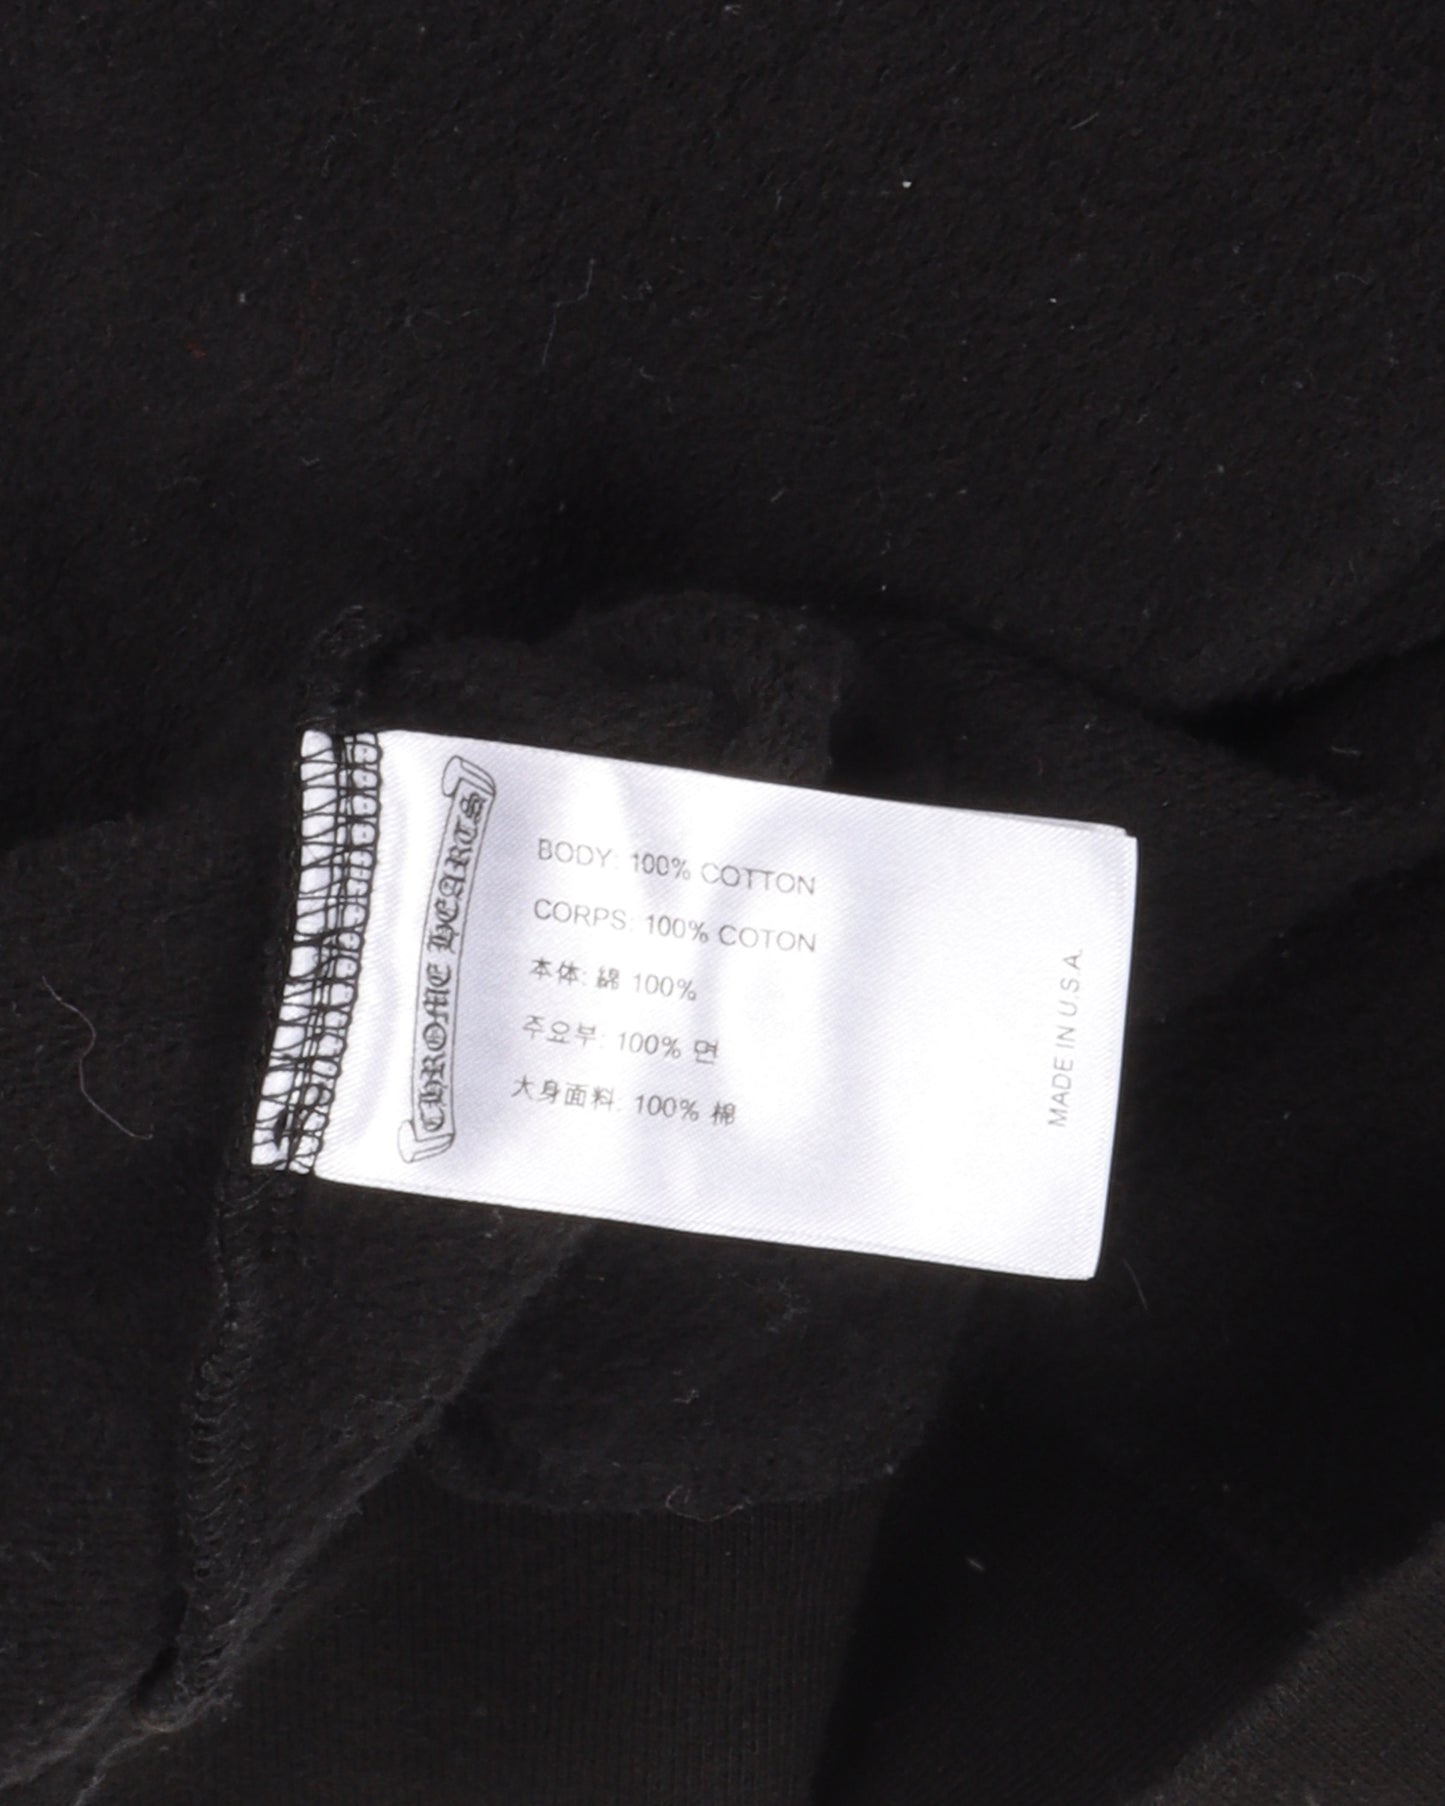 CHROME HEARTS
BODY: 100% COTTON
CORPS: 100% COTON
本体: 綿 100%
주요부: 100% 면
大身面料: 100% 棉
MADE IN U.S.A.